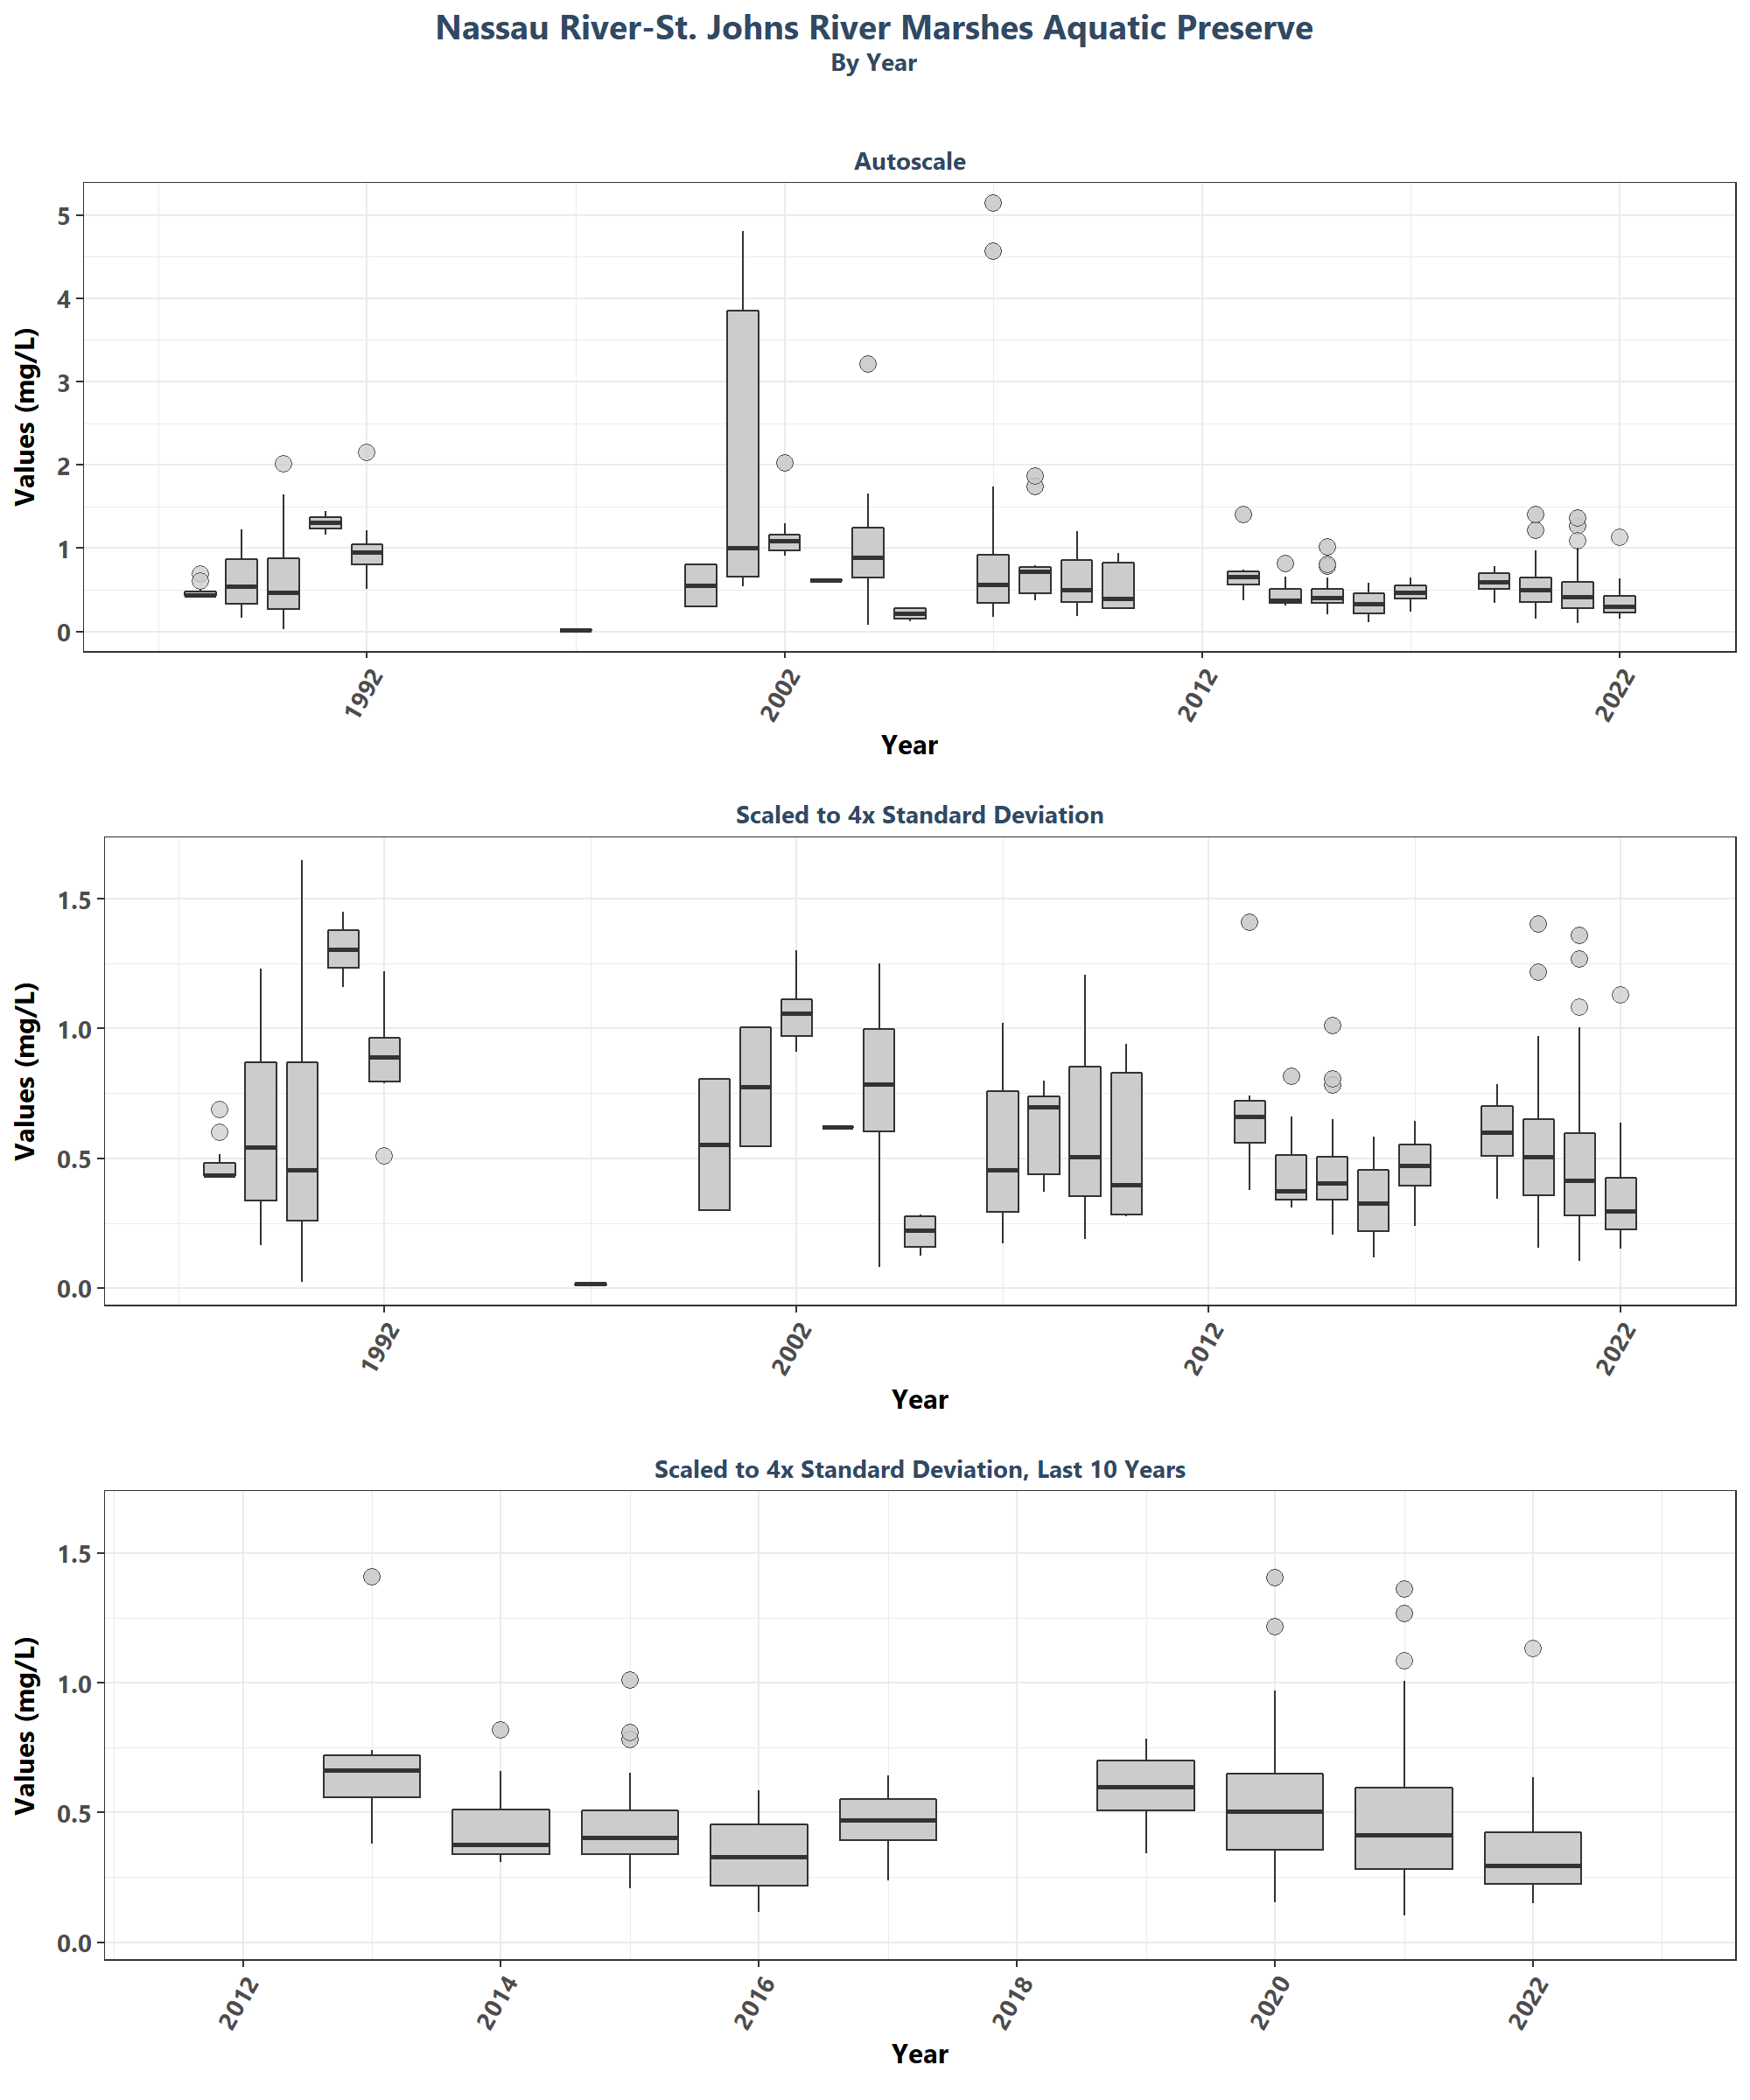 Nassau River-St. Johns River Marshes Aquatic Preserve
By Year
Autoscale
Values (mg/L)
5
4
3
2
1
0
1992
2002
2012
2022
Year
Scaled to 4x Standard Deviation
Values (mg/L)
1.5
1.0
0.5
0.0
1992
2002
2012
2022
Year
Scaled to 4x Standard Deviation, Last 10 Years
Values (mg/L)
1.5
1.0
0.5
0.0
2012
2014
2016
2018
2020
2022
Year